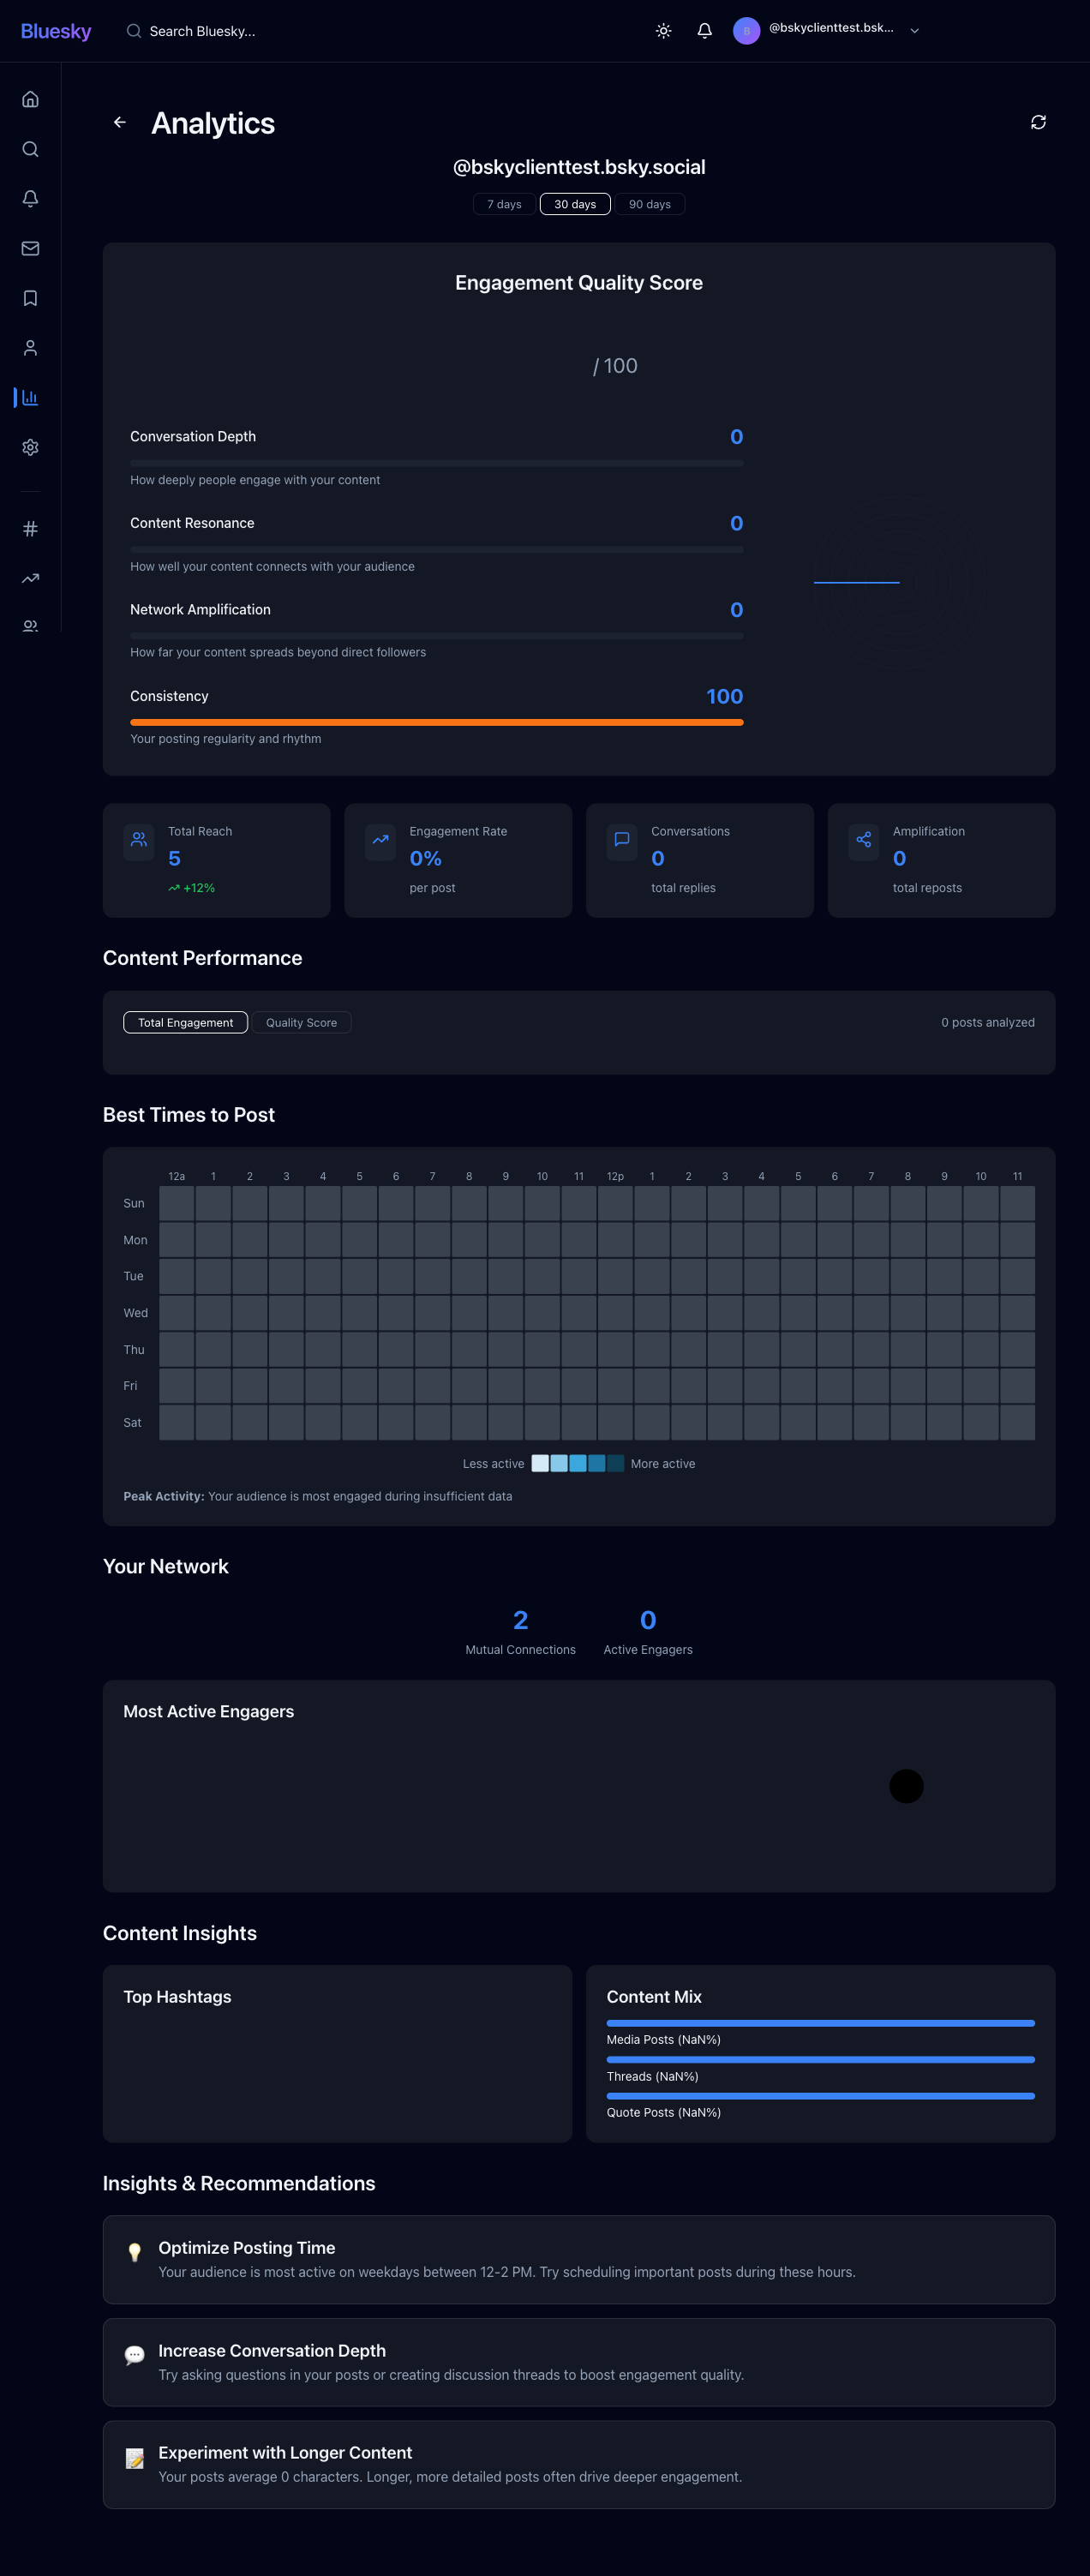 Bluesky
Search Bluesky...
B
@bskyclienttest.bsk...
Analytics
@bskyclienttest.bsky.social
7 days
30 days
90 days
Engagement Quality Score
/ 100
Conversation Depth
0
How deeply people engage with your content
Content Resonance
0
How well your content connects with your audience
Network Amplification
0
How far your content spreads beyond direct followers
Consistency
100
Your posting regularity and rhythm
Total Reach
5
+12%
Engagement Rate
0%
per post
Conversations
0
total replies
Amplification
0
total reposts
Content Performance
Total Engagement
Quality Score
0 posts analyzed
Best Times to Post
12a 1 2 3 4 5 6 7 8 9 10 11 12p 1 2 3 4 5 6 7 8 9 10 11
Sun
Mon
Tue
Wed
Thu
Fri
Sat
Less active
More active
Peak Activity: Your audience is most engaged during insufficient data
Your Network
2
Mutual Connections
0
Active Engagers
Most Active Engagers
Content Insights
Top Hashtags
Content Mix
Media Posts (NaN%)
Threads (NaN%)
Quote Posts (NaN%)
Insights & Recommendations
Optimize Posting Time
Your audience is most active on weekdays between 12-2 PM. Try scheduling important posts during these hours.
Increase Conversation Depth
Try asking questions in your posts or creating discussion threads to boost engagement quality.
Experiment with Longer Content
Your posts average 0 characters. Longer, more detailed posts often drive deeper engagement.